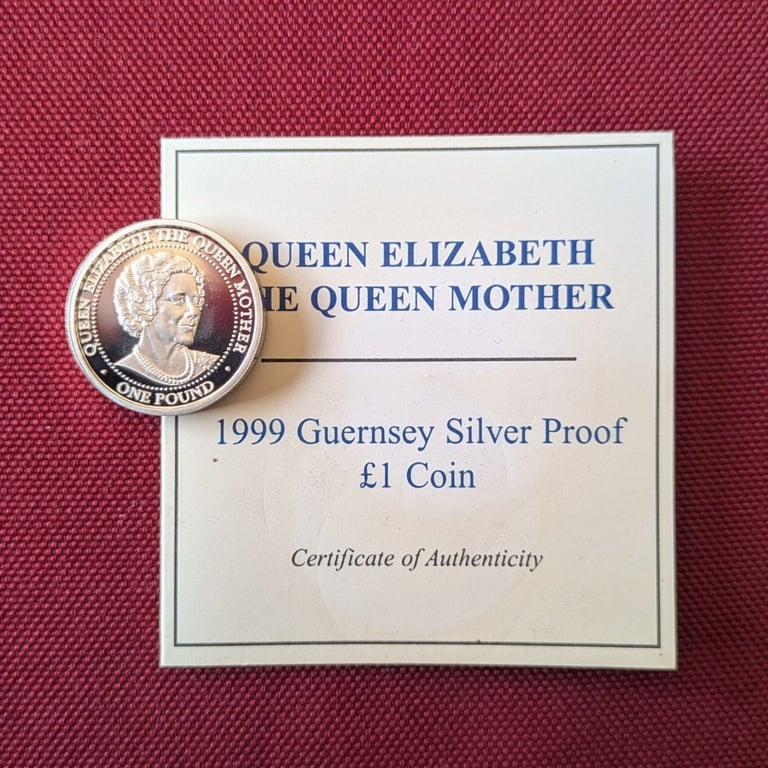 QUEEN ELIZABETH THE QUEEN MOTHER
ONE POUND
QUEEN ELIZABETH
HE QUEEN MOTHER
1999 Guernsey Silver Proof
£1 Coin
Certificate of Authenticity